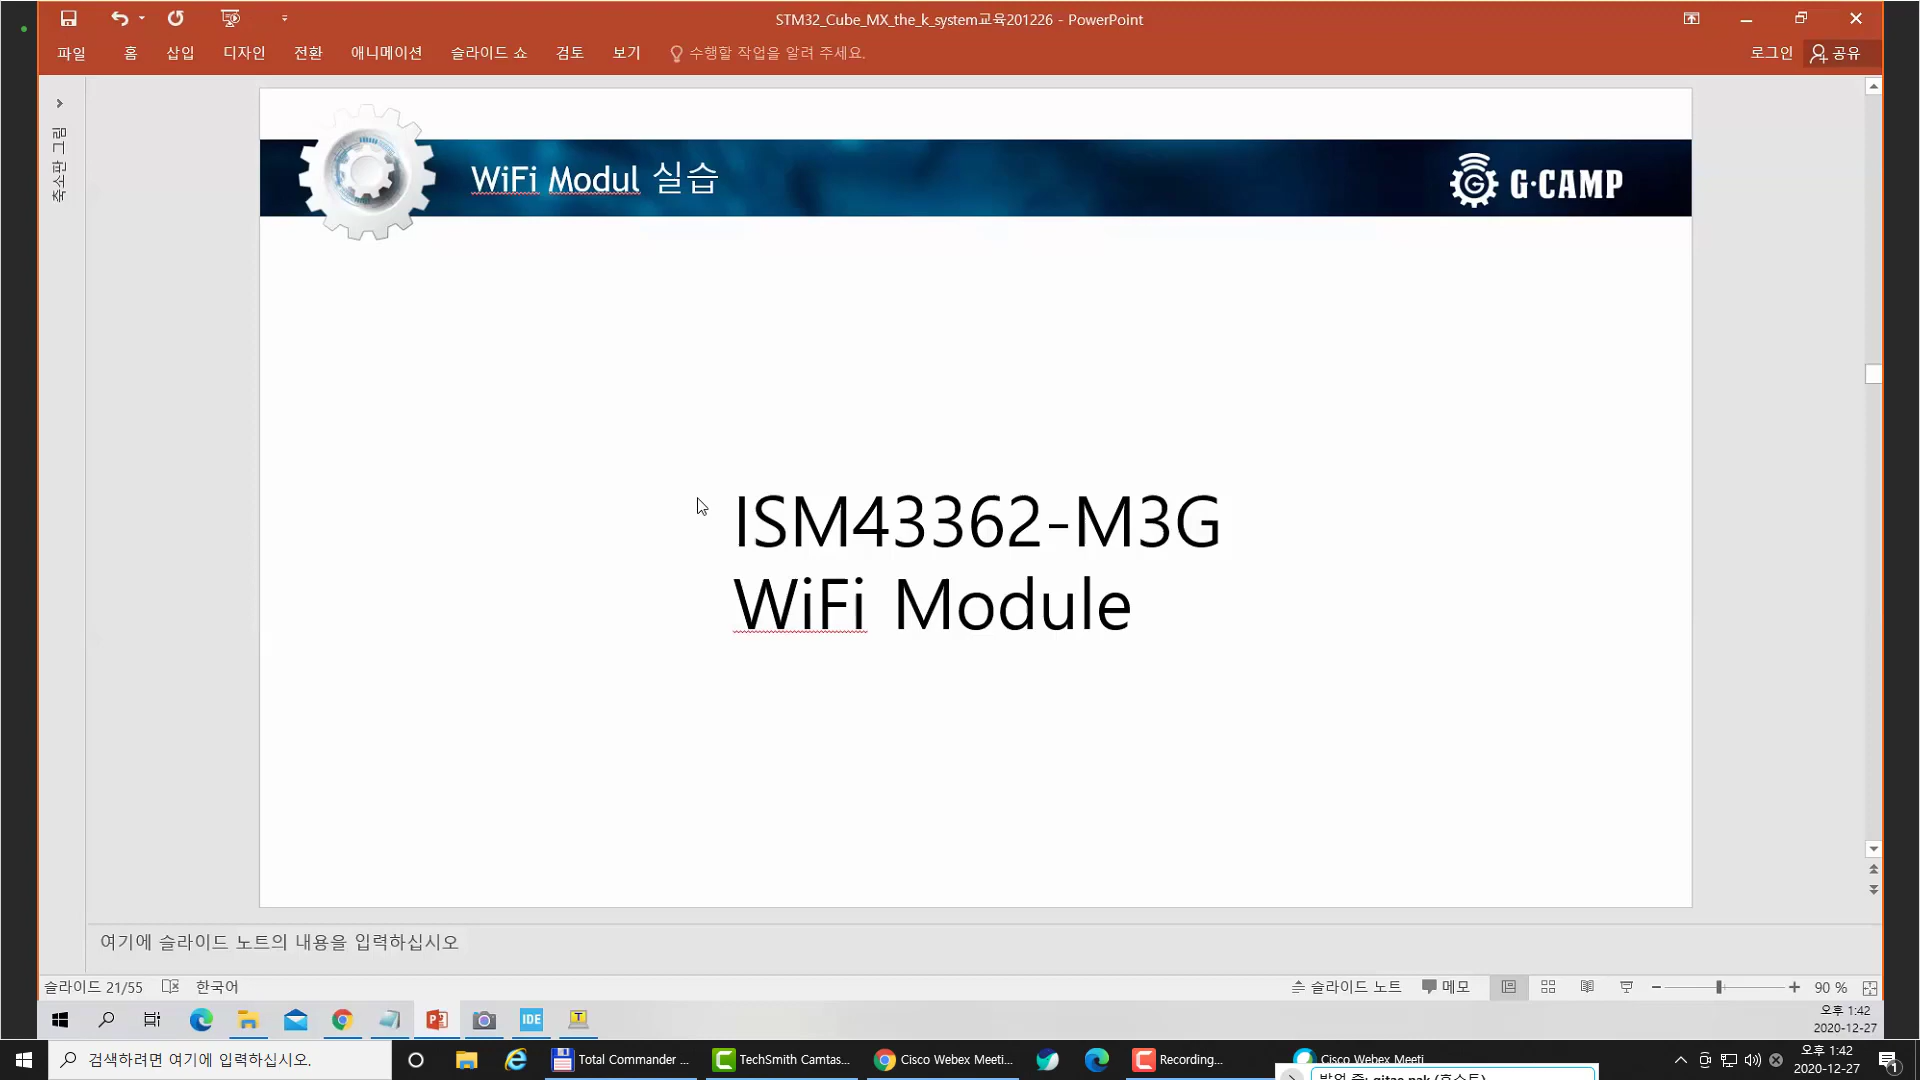 STM32_Cube_MX_the_k_system교육201226 - PowerPoint
파일 홈 삽입 디자인 전환 애니메이션 슬라이드 쇼 검토 보기 수행할 작업을 알려 주세요. 로그인 공유
축소판 그림
WiFi Modul 실습
G·CAMP
ISM43362-M3G
WiFi Module
여기에 슬라이드 노트의 내용을 입력하십시오
슬라이드 21/55 한국어 슬라이드 노트 메모 90 %
IDE
오후 1:42
2020-12-27
검색하려면 여기에 입력하십시오.
Total Commander ...
TechSmith Camtas...
Cisco Webex Meeti...
Recording...
Cisco Webex Meeti
오후 1:42
2020-12-27